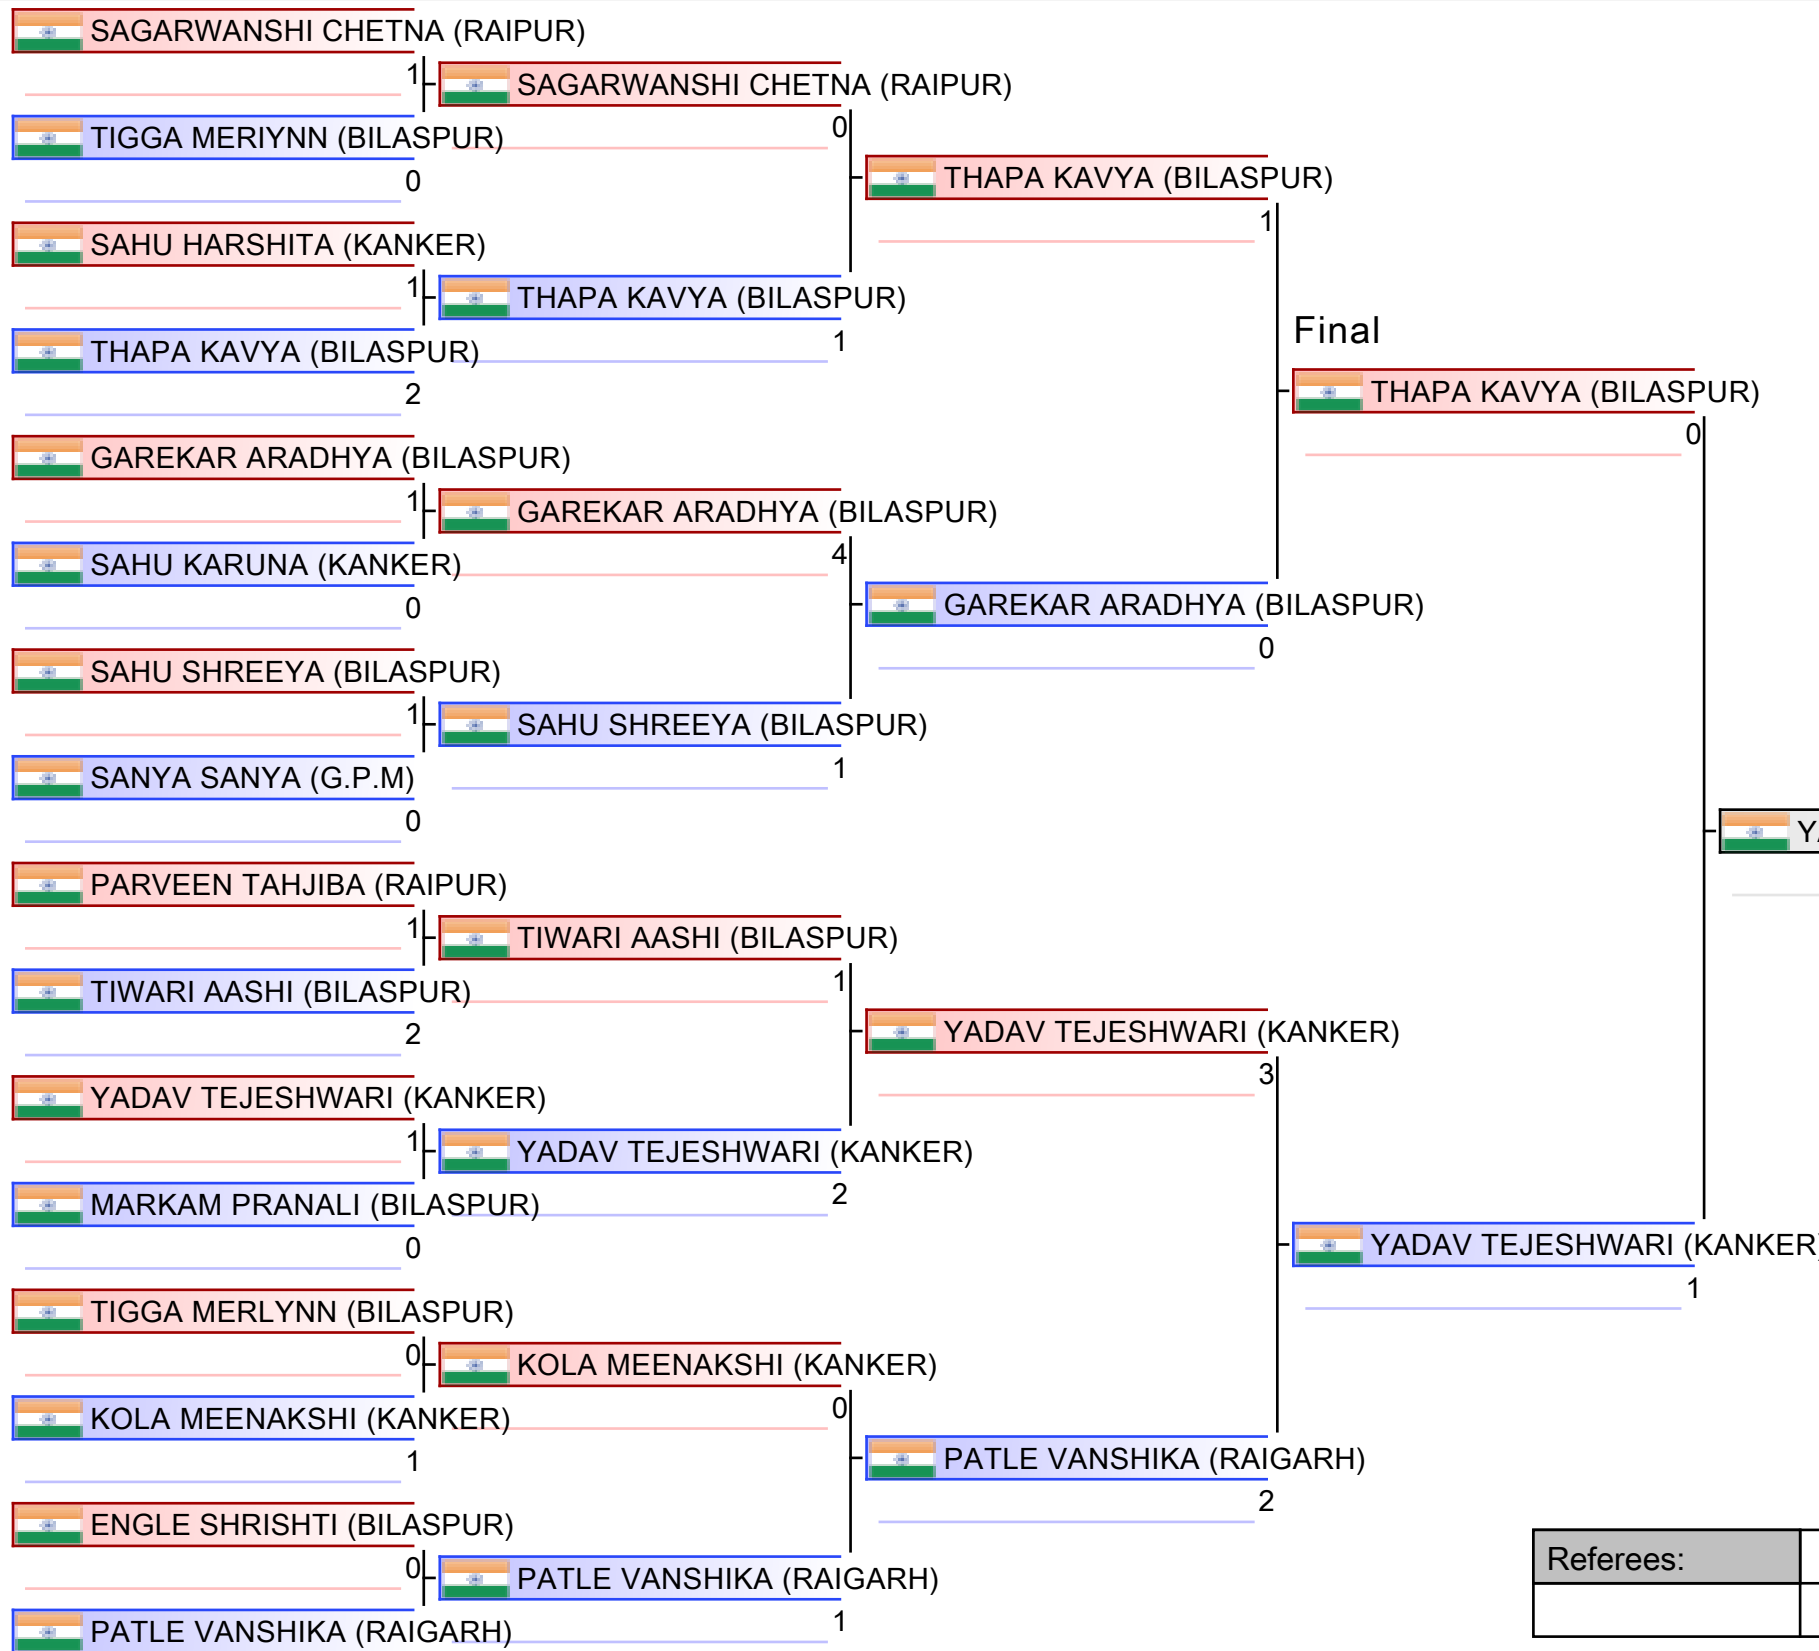 SAGARWANSHI CHETNA (RAIPUR)
1
TIGGA MERIYNN (BILASPUR)
0
SAHU HARSHITA (KANKER)
1
THAPA KAVYA (BILASPUR)
2
GAREKAR ARADHYA (BILASPUR)
1
SAHU KARUNA (KANKER)
0
SAHU SHREEYA (BILASPUR)
1
SANYA SANYA (G.P.M)
0
PARVEEN TAHJIBA (RAIPUR)
1
TIWARI AASHI (BILASPUR)
2
YADAV TEJESHWARI (KANKER)
1
MARKAM PRANALI (BILASPUR)
0
TIGGA MERLYNN (BILASPUR)
0
KOLA MEENAKSHI (KANKER)
1
ENGLE SHRISHTI (BILASPUR)
0
PATLE VANSHIKA (RAIGARH)
SAGARWANSHI CHETNA (RAIPUR)
0
THAPA KAVYA (BILASPUR)
1
GAREKAR ARADHYA (BILASPUR)
4
SAHU SHREEYA (BILASPUR)
1
TIWARI AASHI (BILASPUR)
1
YADAV TEJESHWARI (KANKER)
2
KOLA MEENAKSHI (KANKER)
0
PATLE VANSHIKA (RAIGARH)
1
THAPA KAVYA (BILASPUR)
1
GAREKAR ARADHYA (BILASPUR)
0
YADAV TEJESHWARI (KANKER)
3
PATLE VANSHIKA (RAIGARH)
2
Final
THAPA KAVYA (BILASPUR)
0
YADAV TEJESHWARI (KANKER)
1
Referees: